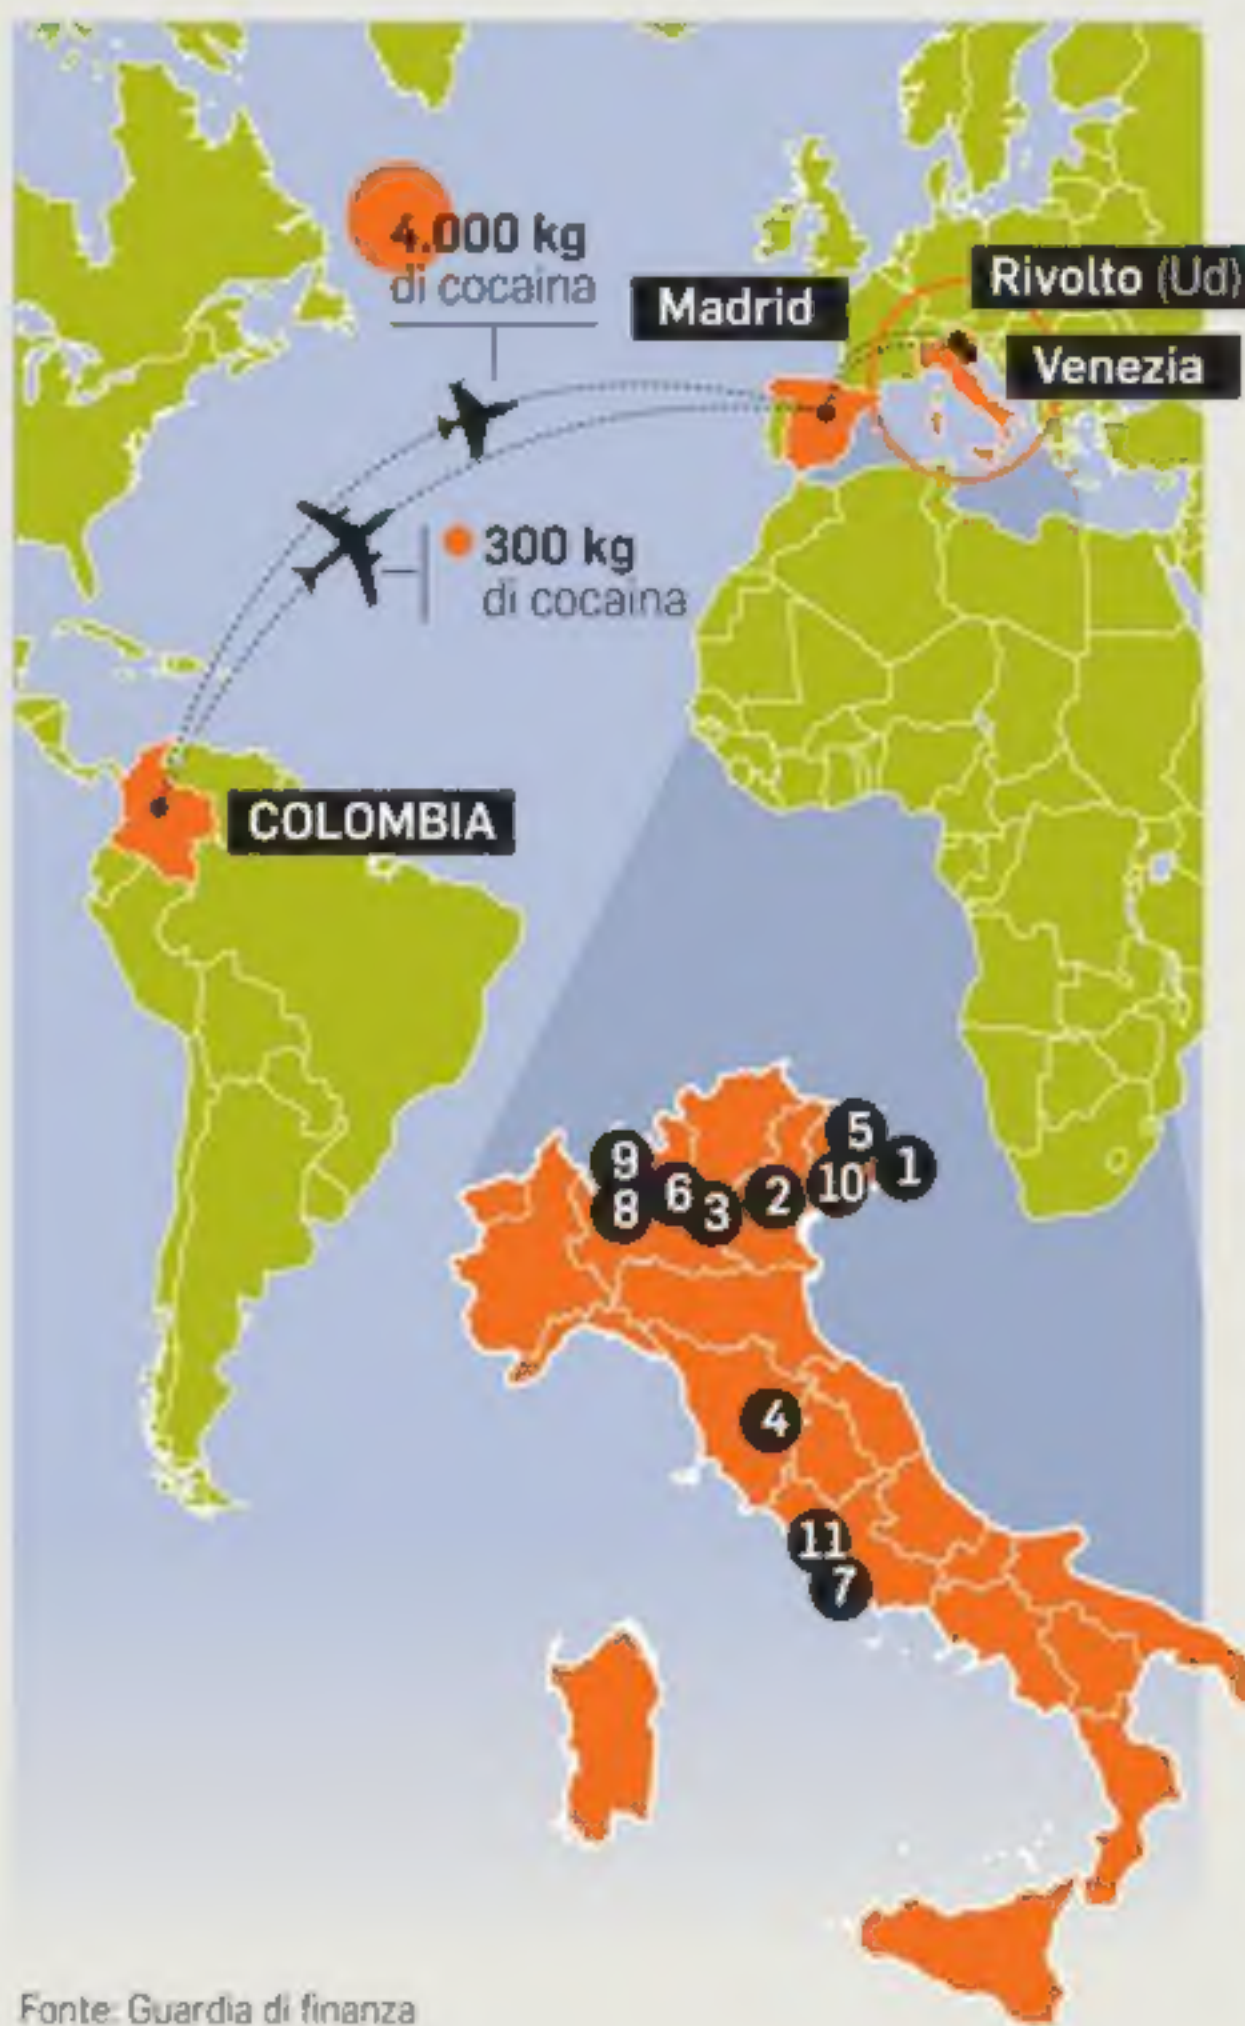 4.000 kg
di cocaina
Madrid
Rivolto (Ud)
Venezia
300 kg
di cocaina
COLOMBIA
5
9
1
10
6
2
8
3
4
11
7
Fonte: Guardia di finanza